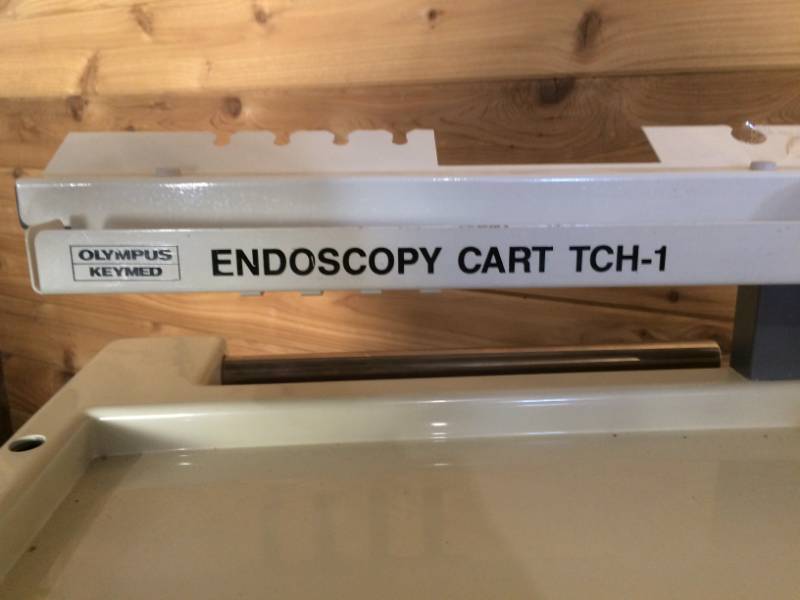 OLYMPUS
KEYMED
ENDOSCOPY CART TCH-1